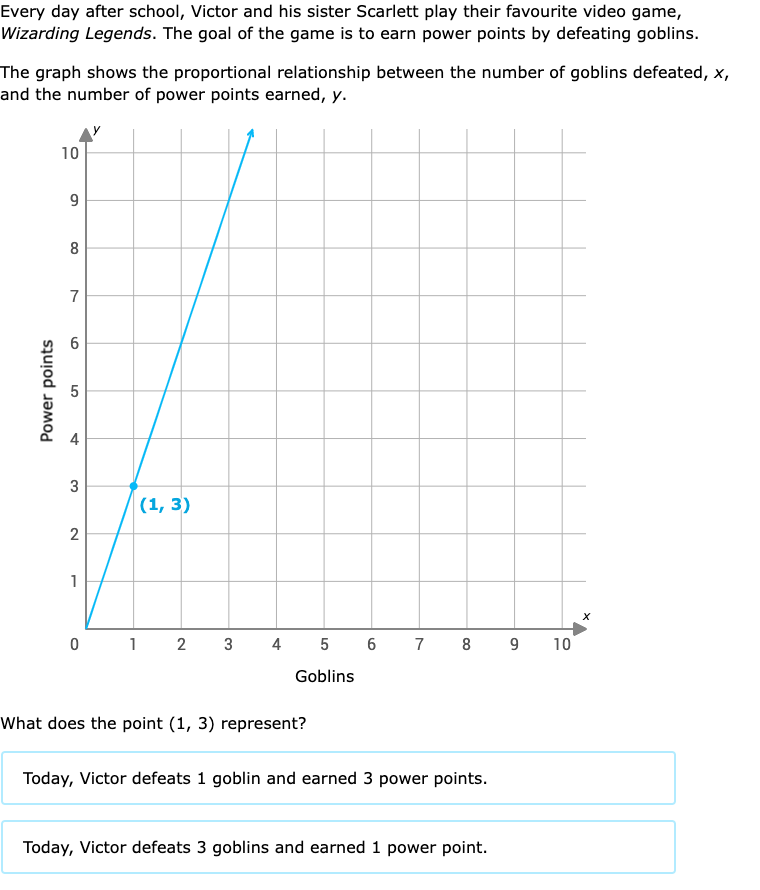 Every day after school, Victor and his sister Scarlett play their favourite video game,
Wizarding Legends. The goal of the game is to earn power points by defeating goblins.
The graph shows the proportional relationship between the number of goblins defeated, x,
and the number of power points earned, y.
y
10
9
8
7
6
5
4
3
2
1
Power points
(1, 3)
x
0 1 2 3 4 5 6 7 8 9 10
Goblins
What does the point (1, 3) represent?
Today, Victor defeats 1 goblin and earned 3 power points.
Today, Victor defeats 3 goblins and earned 1 power point.